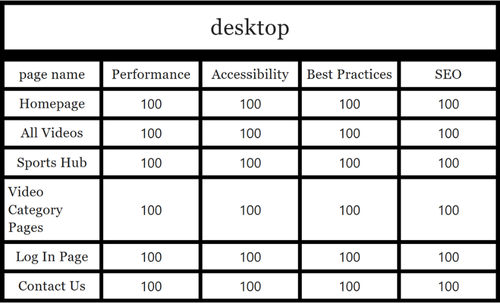 desktop
page name Performance Accessibility Best Practices SEO
Homepage 100 100 100 100
All Videos 100 100 100 100
Sports Hub 100 100 100 100
Video
Category
Pages
100 100 100 100
Log In Page 100 100 100 100
Contact Us 100 100 100 100